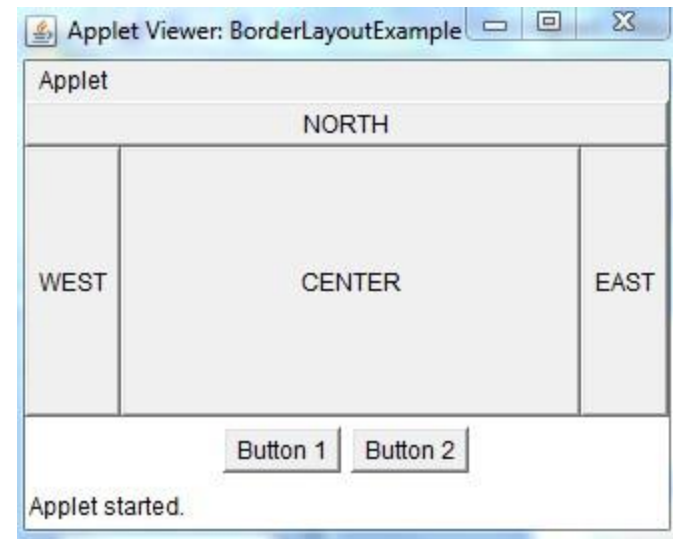 Applet Viewer: BorderLayoutExample
Applet
NORTH
WEST CENTER EAST
Button 1 Button 2
Applet started.